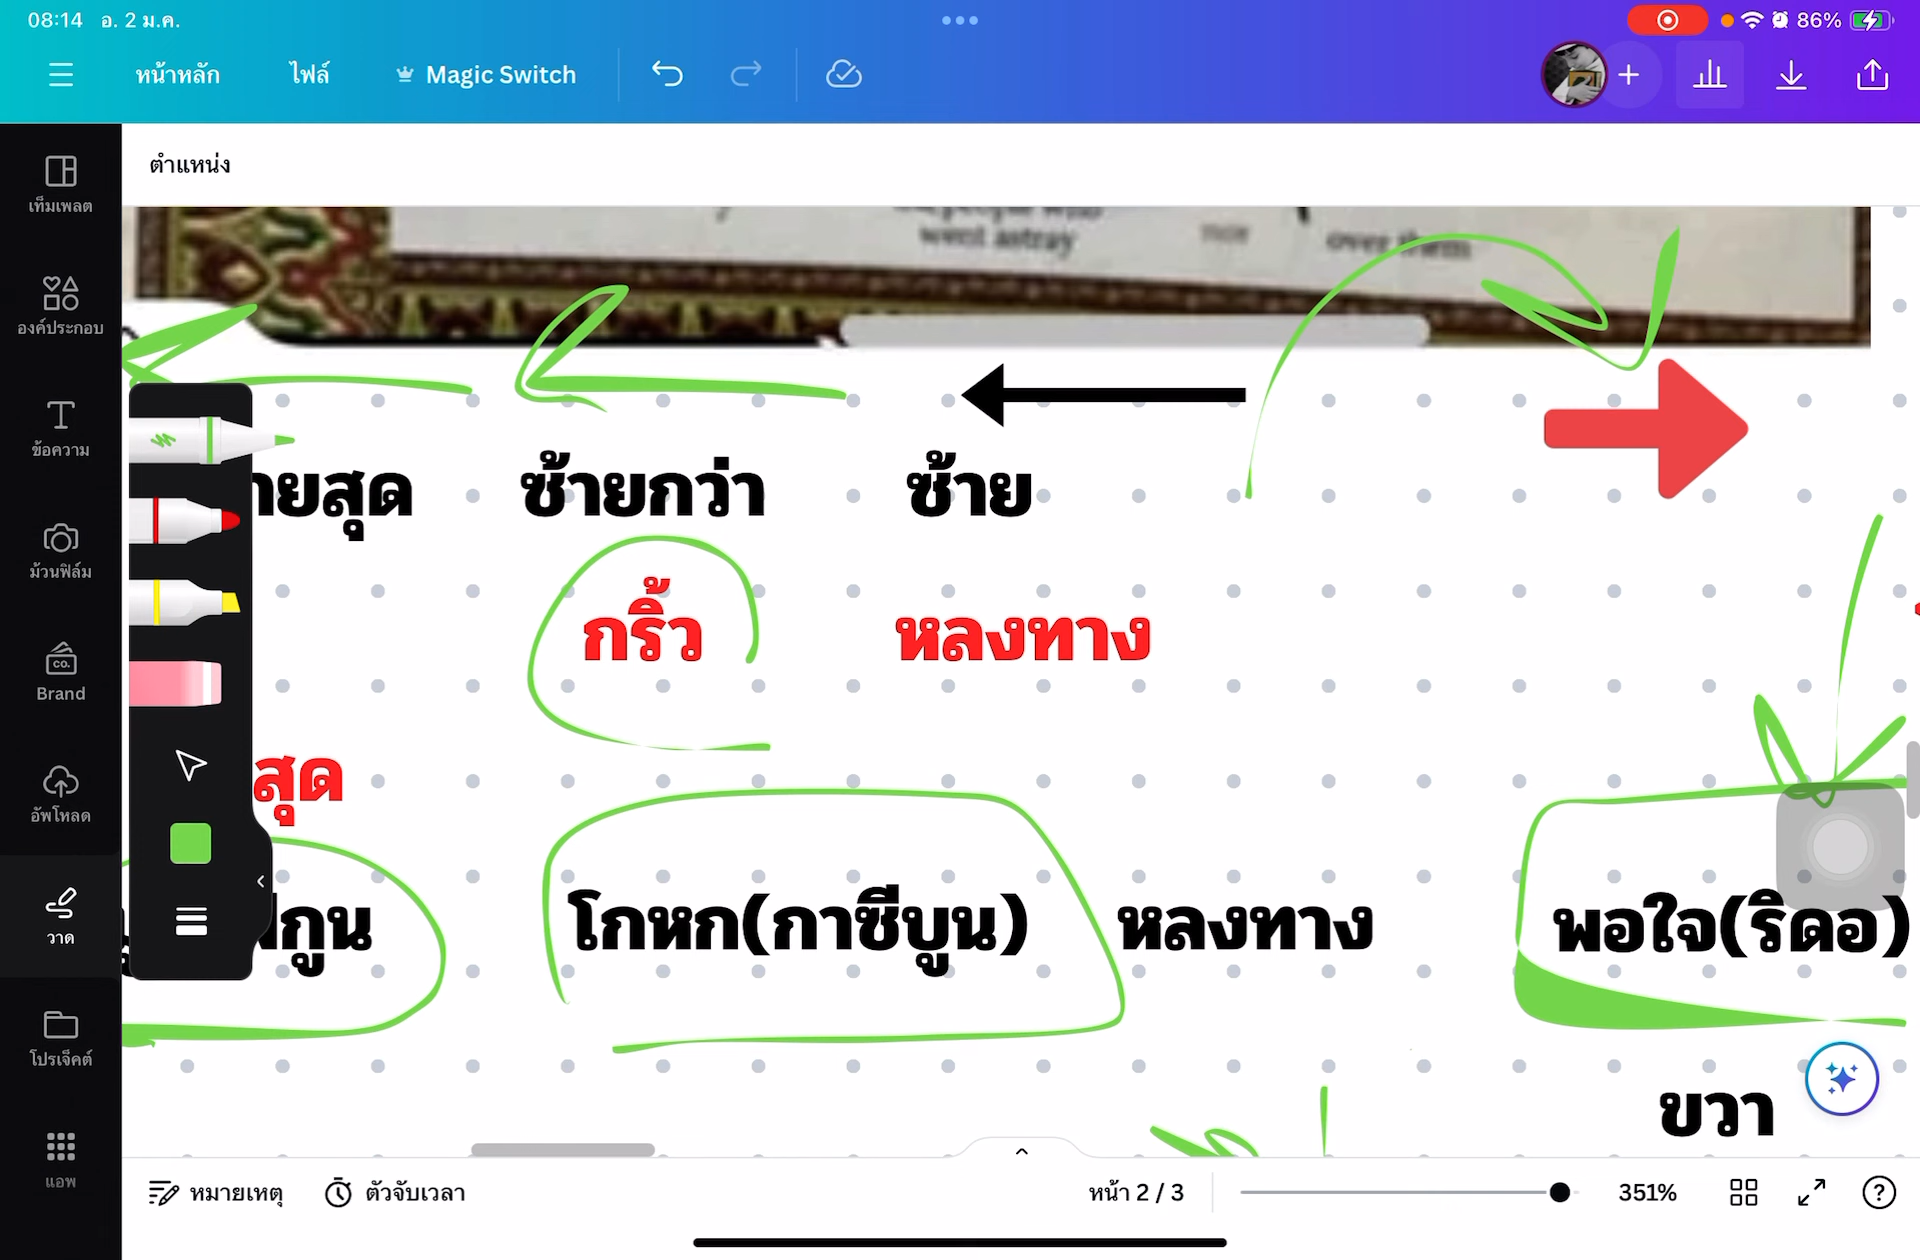 08:14 อ. 2 ม.ค.
86%
หน้าหลัก ไฟล์ Magic Switch
ตำแหน่ง
เท็มเพลต
องค์ประกอบ
ข้อความ
ม้วนฟิล์ม
CO.
Brand
อัพโหลด
วาด
โปรเจ็คต์
แอพ
went astray
over them
ายสุด ซ้ายกว่า ซ้าย
กริ้ว หลงทาง
สุด
กูน โกหก(กาซีบูน) หลงทาง พอใจ(ริดอ)
ขวา
หมายเหตุ ตัวจับเวลา หน้า 2 / 3 351%